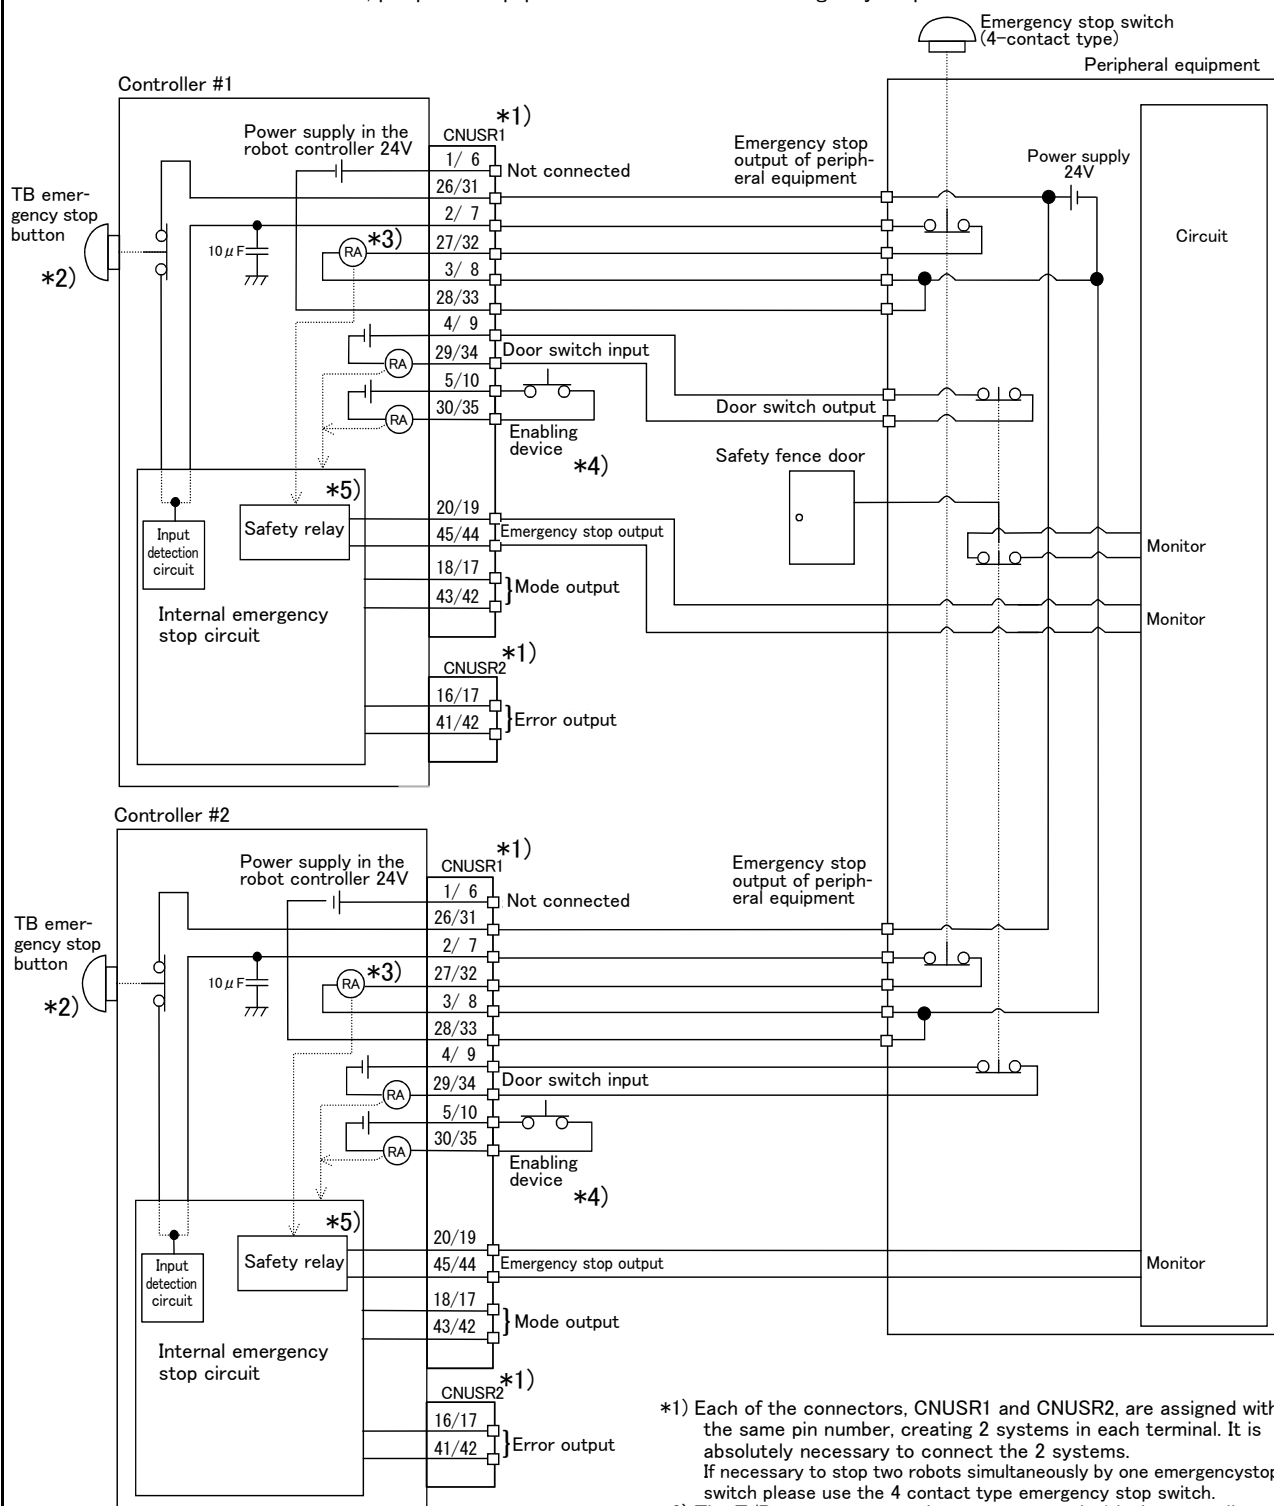 Emergency stop switch
(4-contact type)
Peripheral equipment
Controller #1
*1)
CNUSR1
Power supply in the
robot controller 24V
1/ 6
Not connected
26/31
2/ 7
27/32
3/ 8
28/33
4/ 9
29/34
5/10
30/35
TB emer-
gency stop
button
*2)
10μF
RA
*3)
Emergency stop
output of periph-
eral equipment
Power supply
24V
Circuit
RA
Door switch input
RA
Door switch output
Enabling
device
*4)
Safety fence door
*5)
Safety relay
Input
detection
circuit
Internal emergency
stop circuit
20/19
45/44
Emergency stop output
18/17
43/42
Mode output
Monitor
Monitor
*1)
CNUSR2
16/17
41/42
Error output
Controller #2
*1)
CNUSR1
Power supply in the
robot controller 24V
1/ 6
Not connected
26/31
2/ 7
27/32
3/ 8
28/33
4/ 9
29/34
5/10
30/35
TB emer-
gency stop
button
*2)
10μF
RA
*3)
Emergency stop
output of periph-
eral equipment
RA
Door switch input
RA
Enabling
device
*4)
*5)
Safety relay
Input
detection
circuit
Internal emergency
stop circuit
20/19
45/44
Emergency stop output
Monitor
18/17
43/42
Mode output
*1)
CNUSR2
16/17
41/42
Error output
*1) Each of the connectors, CNUSR1 and CNUSR2, are assigned with
the same pin number, creating 2 systems in each terminal. It is
absolutely necessary to connect the 2 systems.
If necessary to stop two robots simultaneously by one emergencystop
switch please use the 4 contact type emergency stop switch.